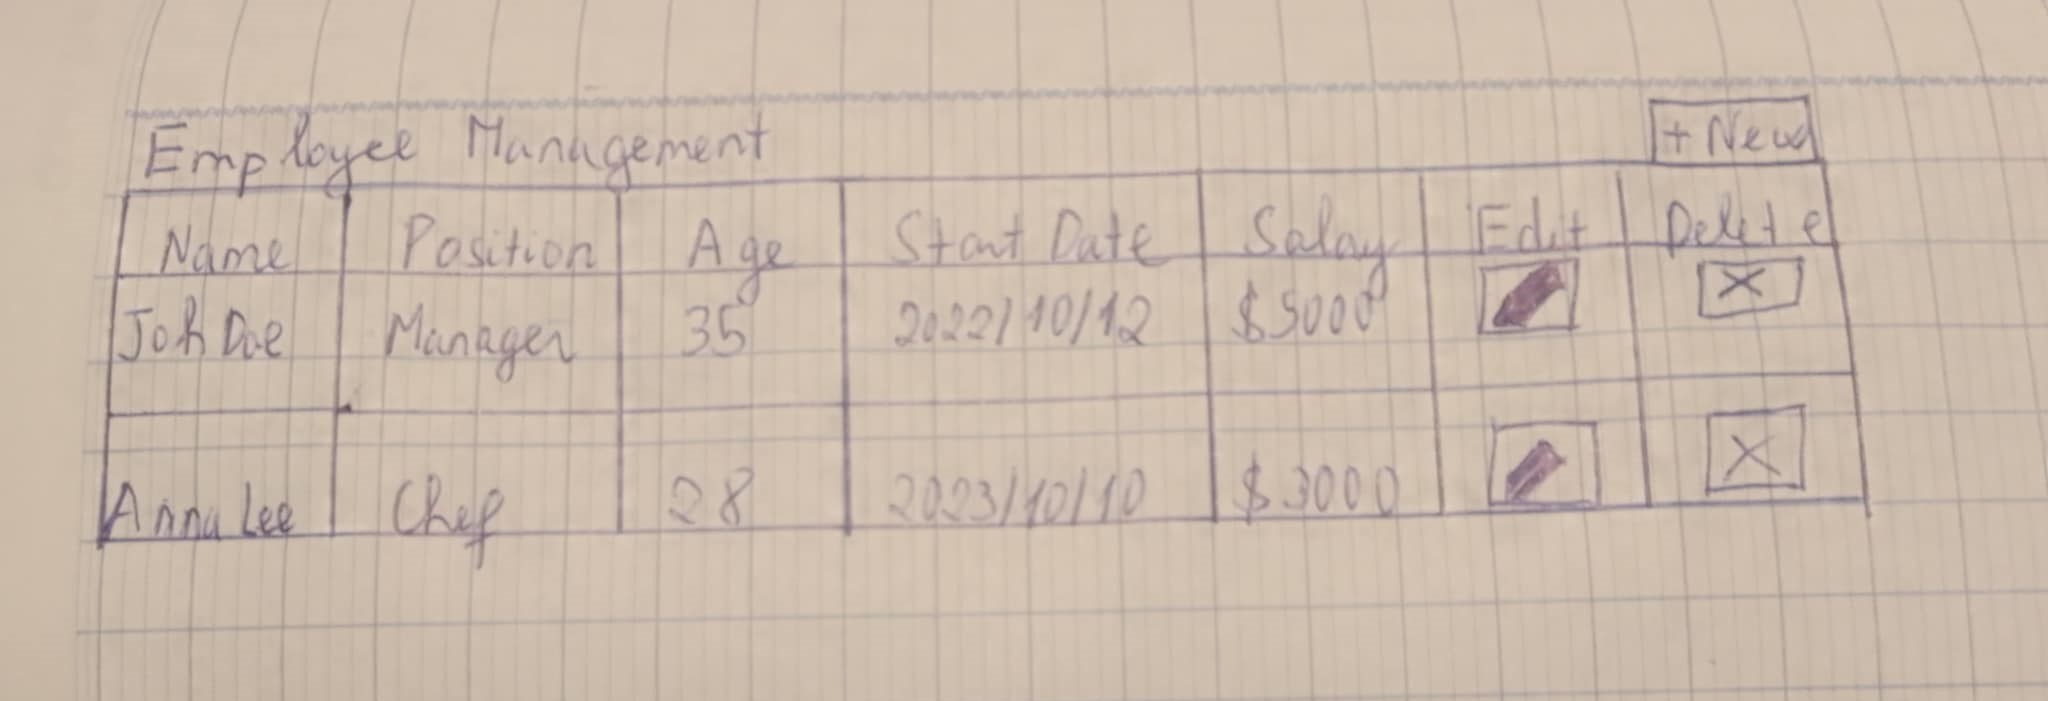 Employee Management + New
Name Position Age Start Date Salay Edit Delete
Joh Doe Manager 35 2022/10/12 $5000
Anna Lee Chef 28 2023/10/10 $3000